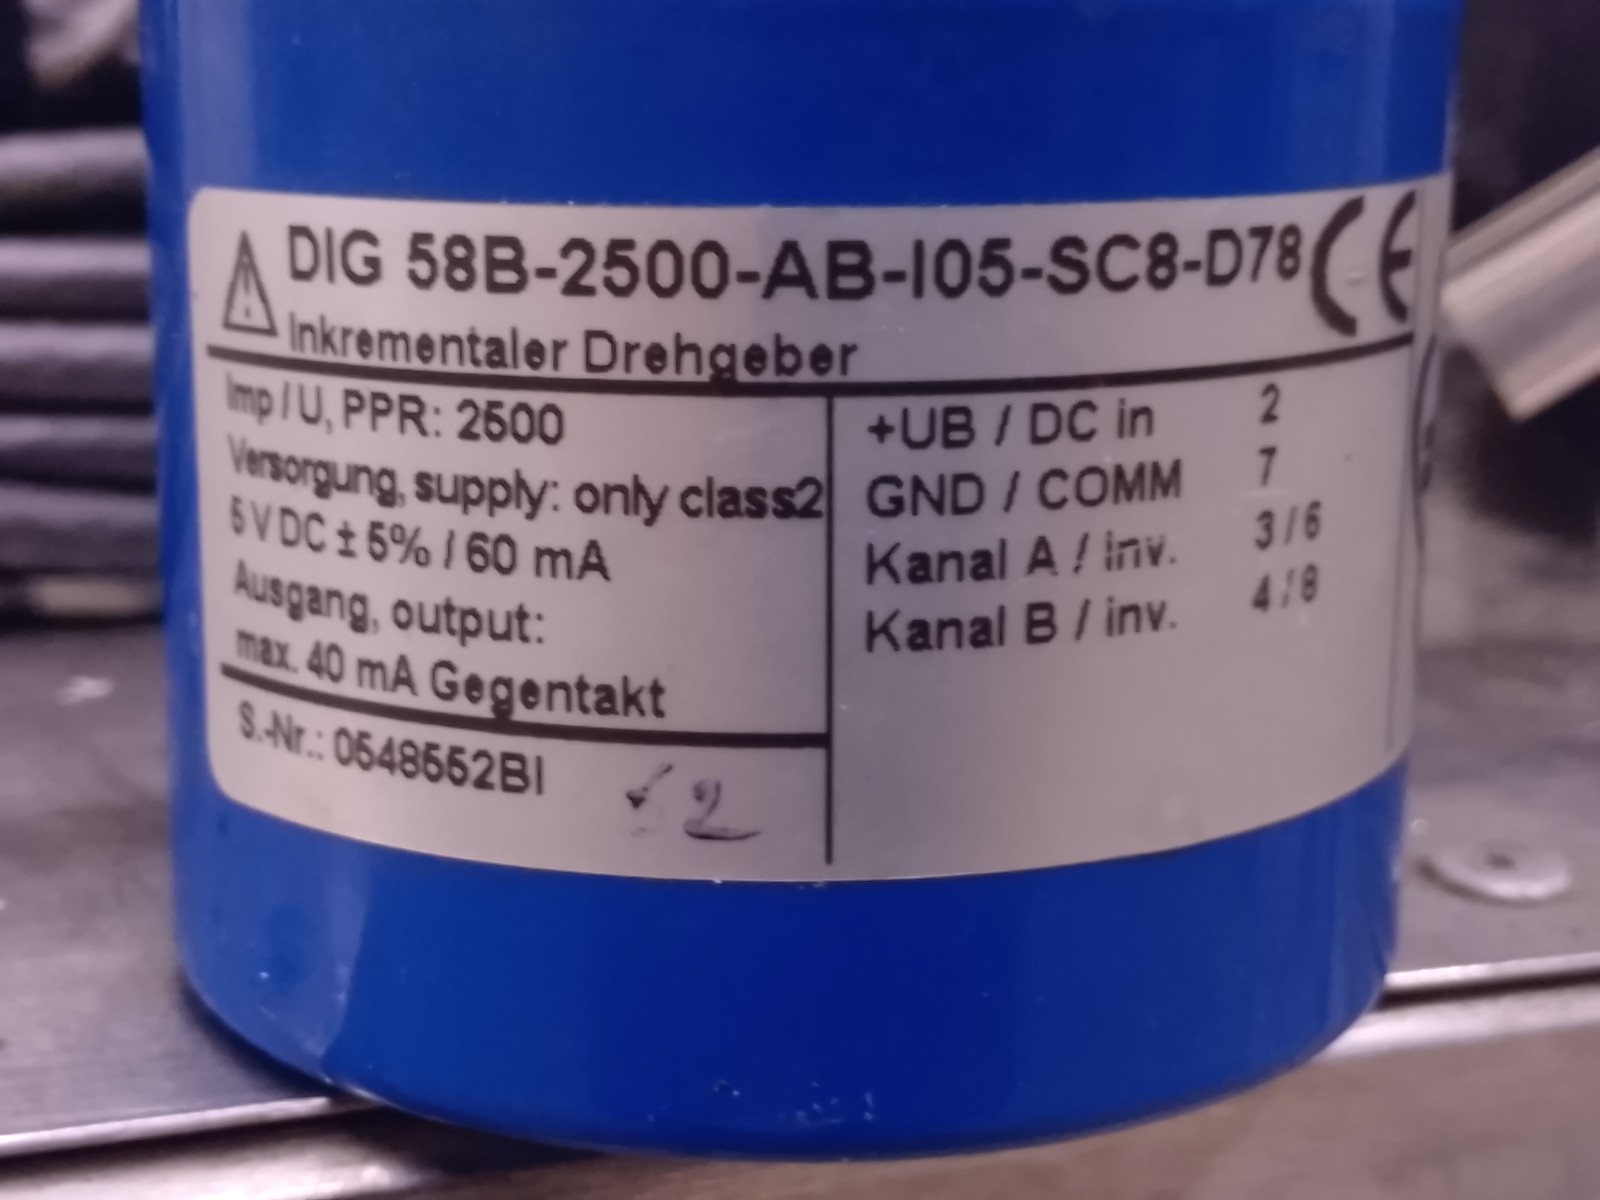 DIG 58B-2500-AB-I05-SC8-D78 CE
Inkrementaler Drehgeber
Imp / U, PPR: 2500
Versorgung, supply: only class2
5 V DC ± 5% / 60 mA
Ausgang, output:
max. 40 mA Gegentakt
S.-Nr.:
+UB / DC in 2
GND / COMM 7
Kanal A / inv. 3 / 6
Kanal B / inv. 4 / 8